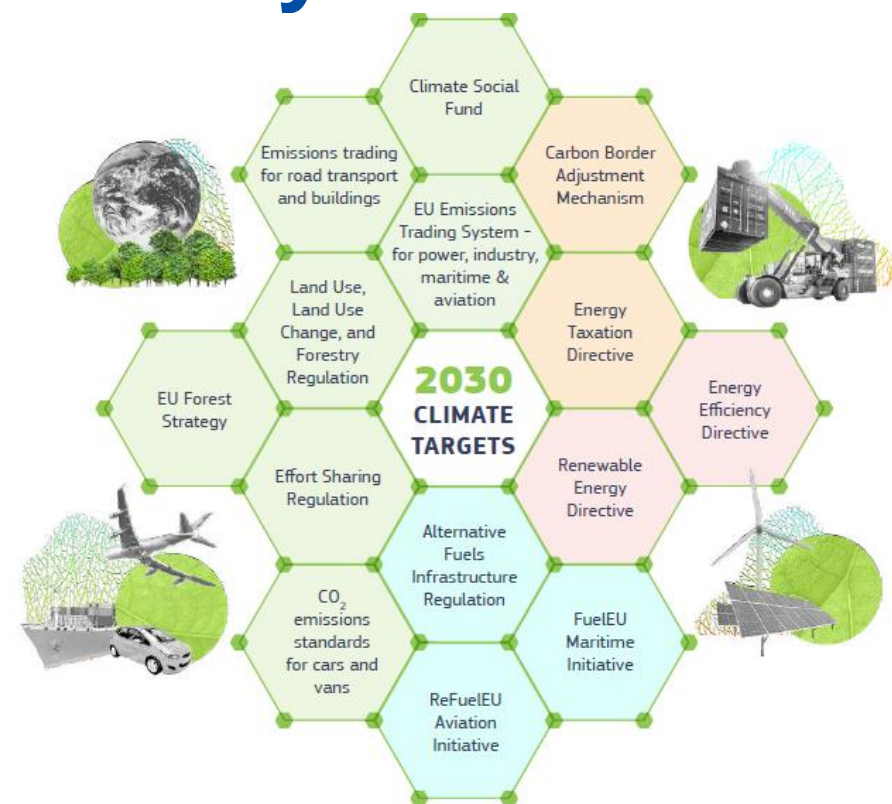 Climate Social
Fund
Emissions trading
for road transport
and buildings
Carbon Border
Adjustment
Mechanism
EU Emissions
Trading System –
for power, industry,
maritime &
aviation
Land Use,
Land Use
Change, and
Forestry
Regulation
Energy
Taxation
Directive
EU Forest
Strategy
2030
CLIMATE
TARGETS
Energy
Efficiency
Directive
Effort Sharing
Regulation
Renewable
Energy
Directive
Alternative
Fuels
Infrastructure
Regulation
CO₂
emissions
standards
for cars and
vans
FuelEU
Maritime
Initiative
ReFuelEU
Aviation
Initiative